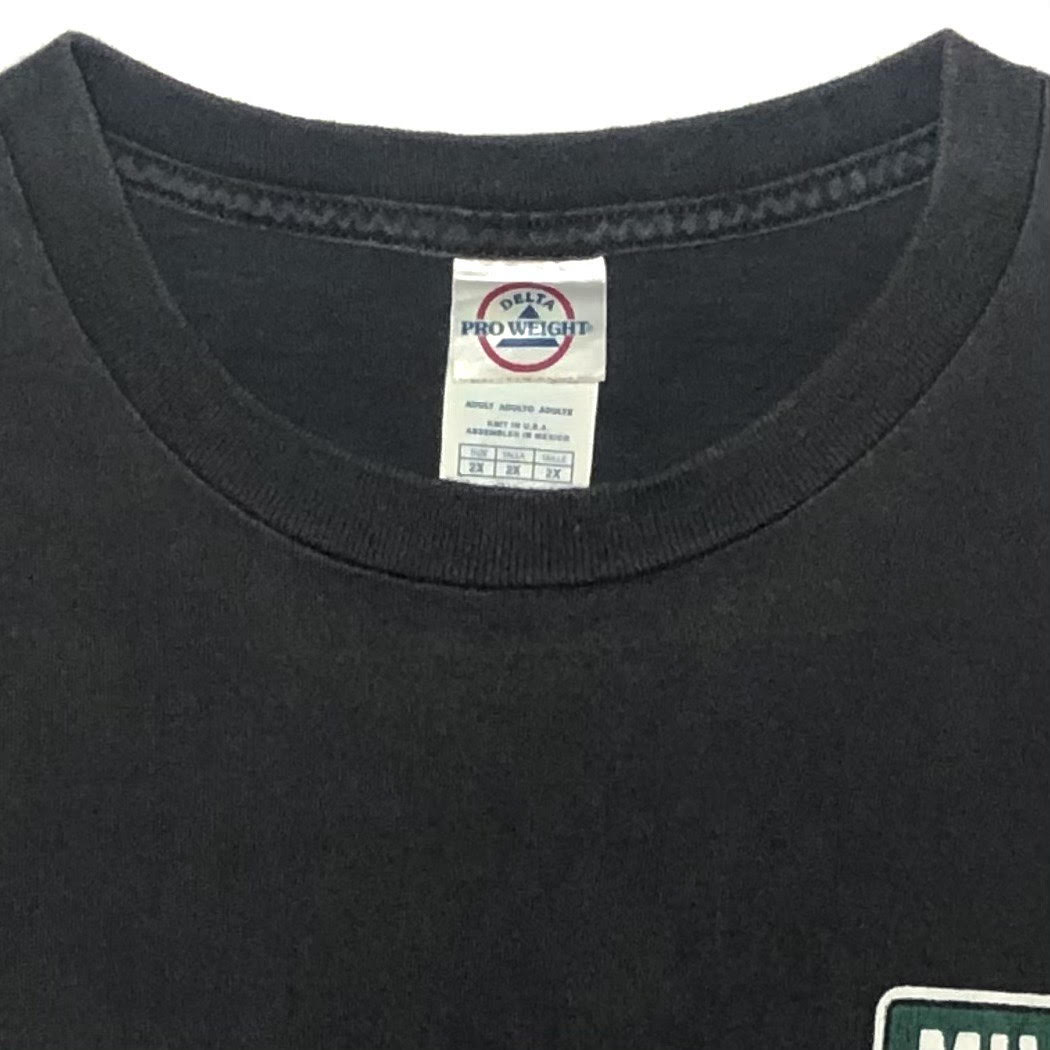 DELTA
PRO WEIGHT®
ADULT ADULTO ADULTE
KNIT IN U.S.A.
ASSEMBLED IN MEXICO
SIZE TALLA TAILLE
2X 2X 2X